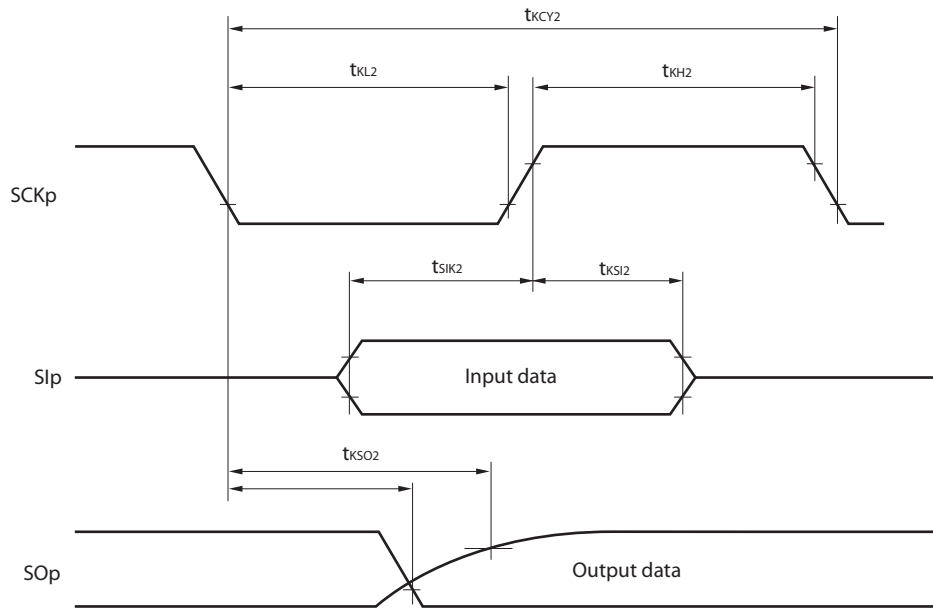 tKCY2
tKL2
tKH2
SCKp
tSIK2
tKSI2
SIp
Input data
tKSO2
SOp
Output data